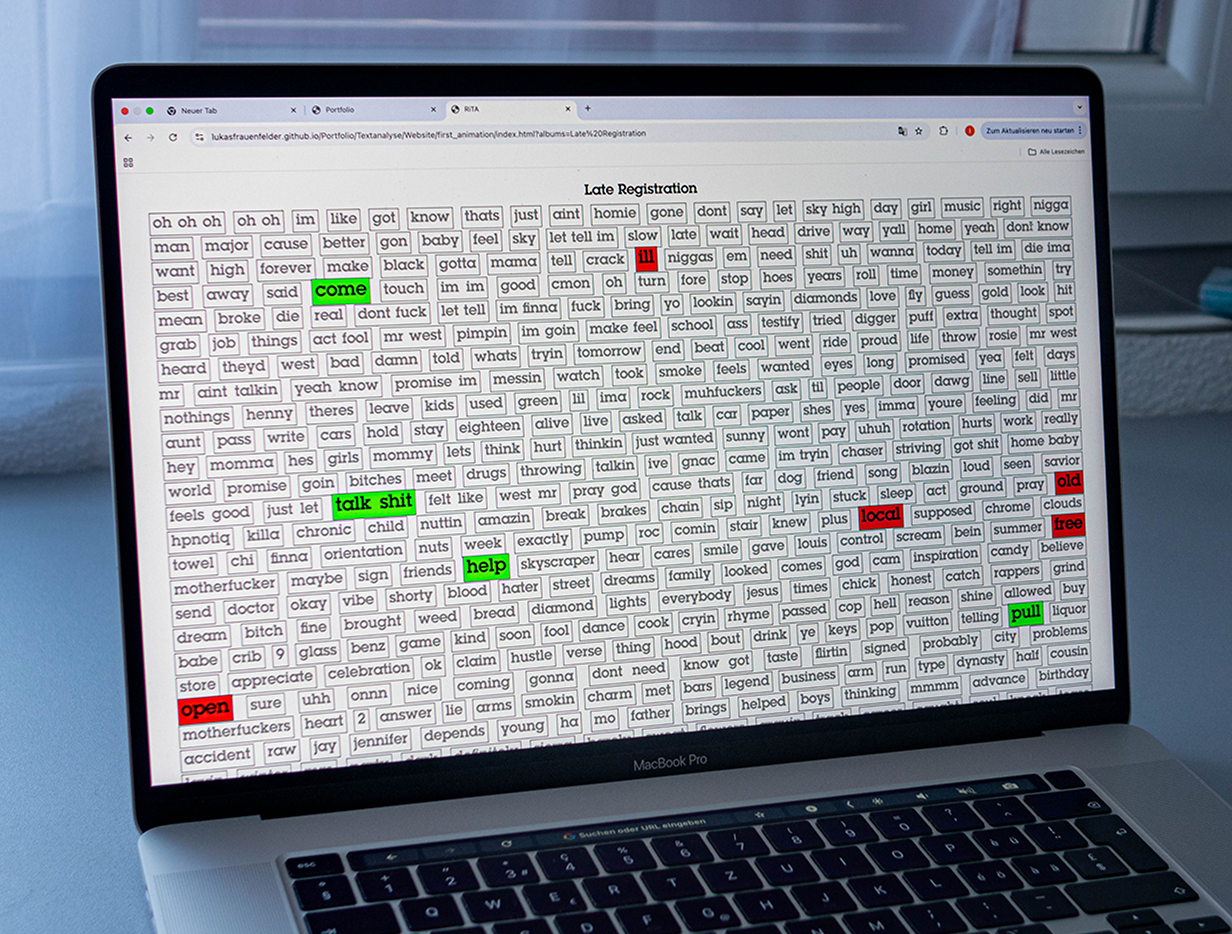 Neuer Tab
Portfolio
RiTA
lukasfrauenfelder.github.io/Portfolio/Textanalyse/Website/first_animation/index.html?albums=Late%20Registration
Zum Aktualisieren neu starten
Alle Lesezeichen
Late Registration
oh oh oh oh oh im like got know thats just aint homie gone dont say let sky high day girl music right nigga
man major cause better gon baby feel sky let tell im slow late wait head drive way yall home yeah dont know
want high forever make black gotta mama tell crack ill niggas em need shit uh wanna today tell im die ima
best away said come touch im im good cmon oh turn fore stop hoes years roll time money somethin try
mean broke die real dont fuck let tell im finna fuck bring yo lookin sayin diamonds love fly guess gold look hit
grab job things act fool mr west pimpin im goin make feel school ass testify tried digger puff extra thought spot
heard theyd west bad damn told whats tryin tomorrow end beat cool went ride proud life throw rosie mr west
mr aint talkin yeah know promise im messin watch took smoke feels wanted eyes long promised yea felt days
nothings henny theres leave kids used green lil ima rock muhfuckers ask til people door dawg line sell little
aunt pass write cars hold stay eighteen alive live asked talk car paper shes yes imma youre feeling did mr
hey momma hes girls mommy lets think hurt thinkin just wanted sunny wont pay uhuh rotation hurts work really
world promise goin bitches meet drugs throwing talkin ive gnac came im tryin chaser striving got shit home baby
feels good just let talk shit felt like west mr pray god cause thats far dog friend song blazin loud seen savior
hpnotiq killa chronic child nuttin amazin break brakes chain sip night lyin stuck sleep act ground pray old
towel chi finna orientation nuts week exactly pump roc comin stair knew plus local supposed chrome clouds
motherfucker maybe sign friends help skyscraper hear cares smile gave louis control scream bein summer free
send doctor okay vibe shorty blood hater street dreams family looked comes god cam inspiration candy believe
dream bitch fine brought weed bread diamond lights everybody jesus times chick honest catch rappers grind
babe crib 9 glass benz game kind soon fool dance cook cryin rhyme passed cop hell reason shine allowed buy
store appreciate celebration ok claim hustle verse thing hood bout drink ye keys pop vuitton telling pull liquor
open sure uhh onnn nice coming gonna dont need know got taste flirtin signed probably city problems
motherfuckers heart 2 answer lie arms smokin charm met bars legend business arm run type dynasty half cousin
accident raw jay jennifer depends young ha mo father brings helped boys thinking mmmm advance birthday
MacBook Pro
Suchen oder URL eingeben
esc